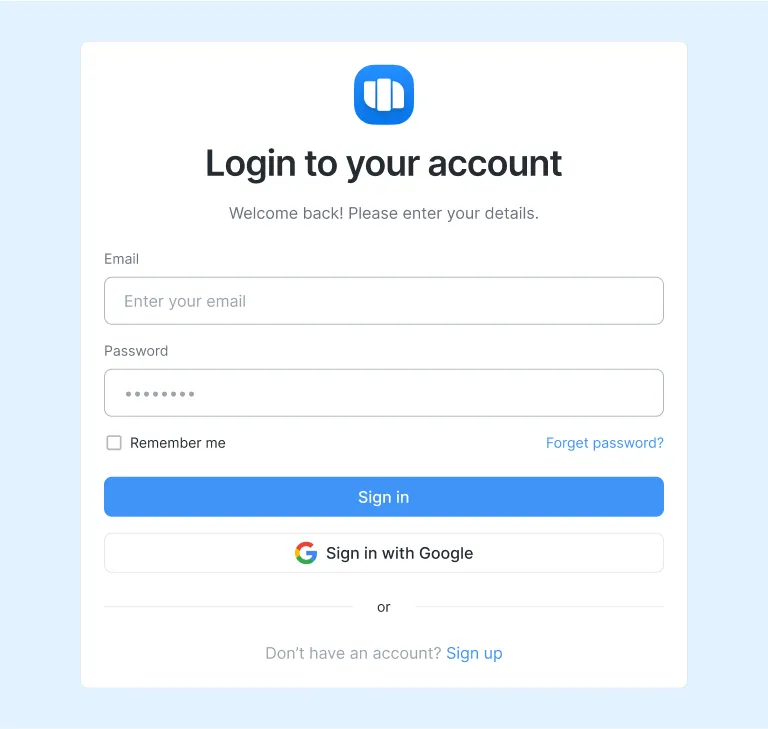 Login to your account
Welcome back! Please enter your details.
Email
Enter your email
Password
••••••••
Remember me
Forget password?
Sign in
Sign in with Google
or
Don’t have an account? Sign up